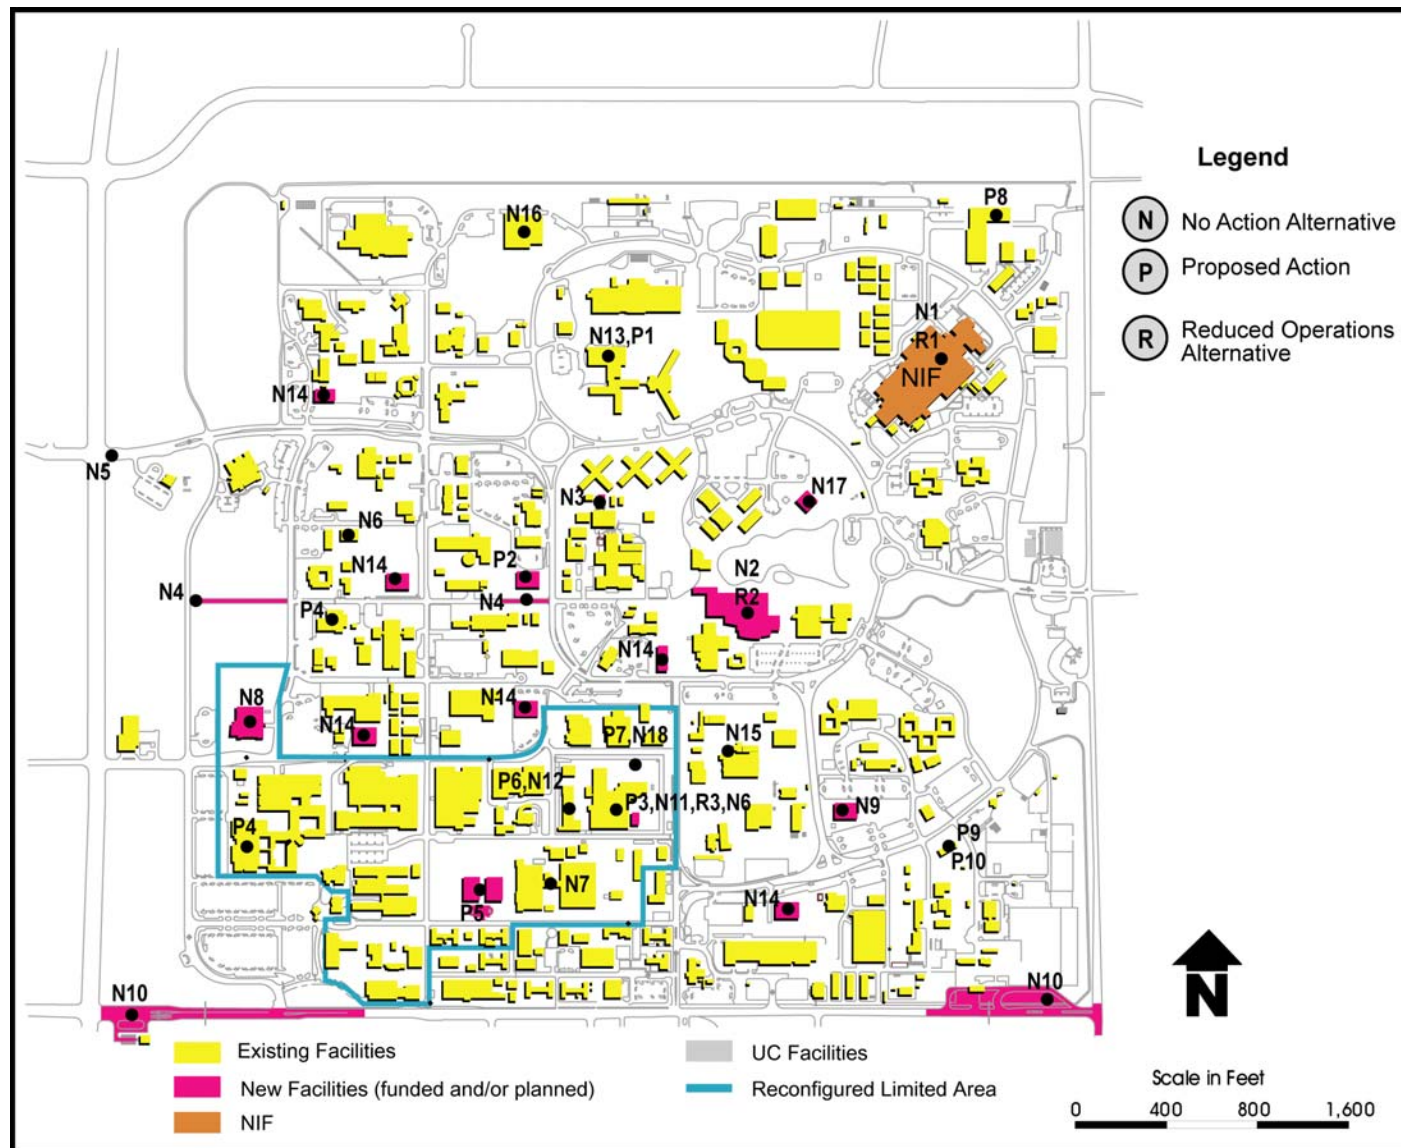 Legend
N No Action Alternative
P Proposed Action
R Reduced Operations
Alternative
P8
N16
N1
R1
NIF
N13,P1
N14
N5
N17
N3
N6
N14
P2
N2
R2
N4
N4
P4
N14
N8
N14
N14
P7 N18
N15
P6,N12
P3,N11,R3,N6
N9
P4
P9
P10
N7
P5
N14
N10
N10
N
Existing Facilities
New Facilities (funded and/or planned)
NIF
UC Facilities
Reconfigured Limited Area
Scale in Feet
0 400 800 1,600